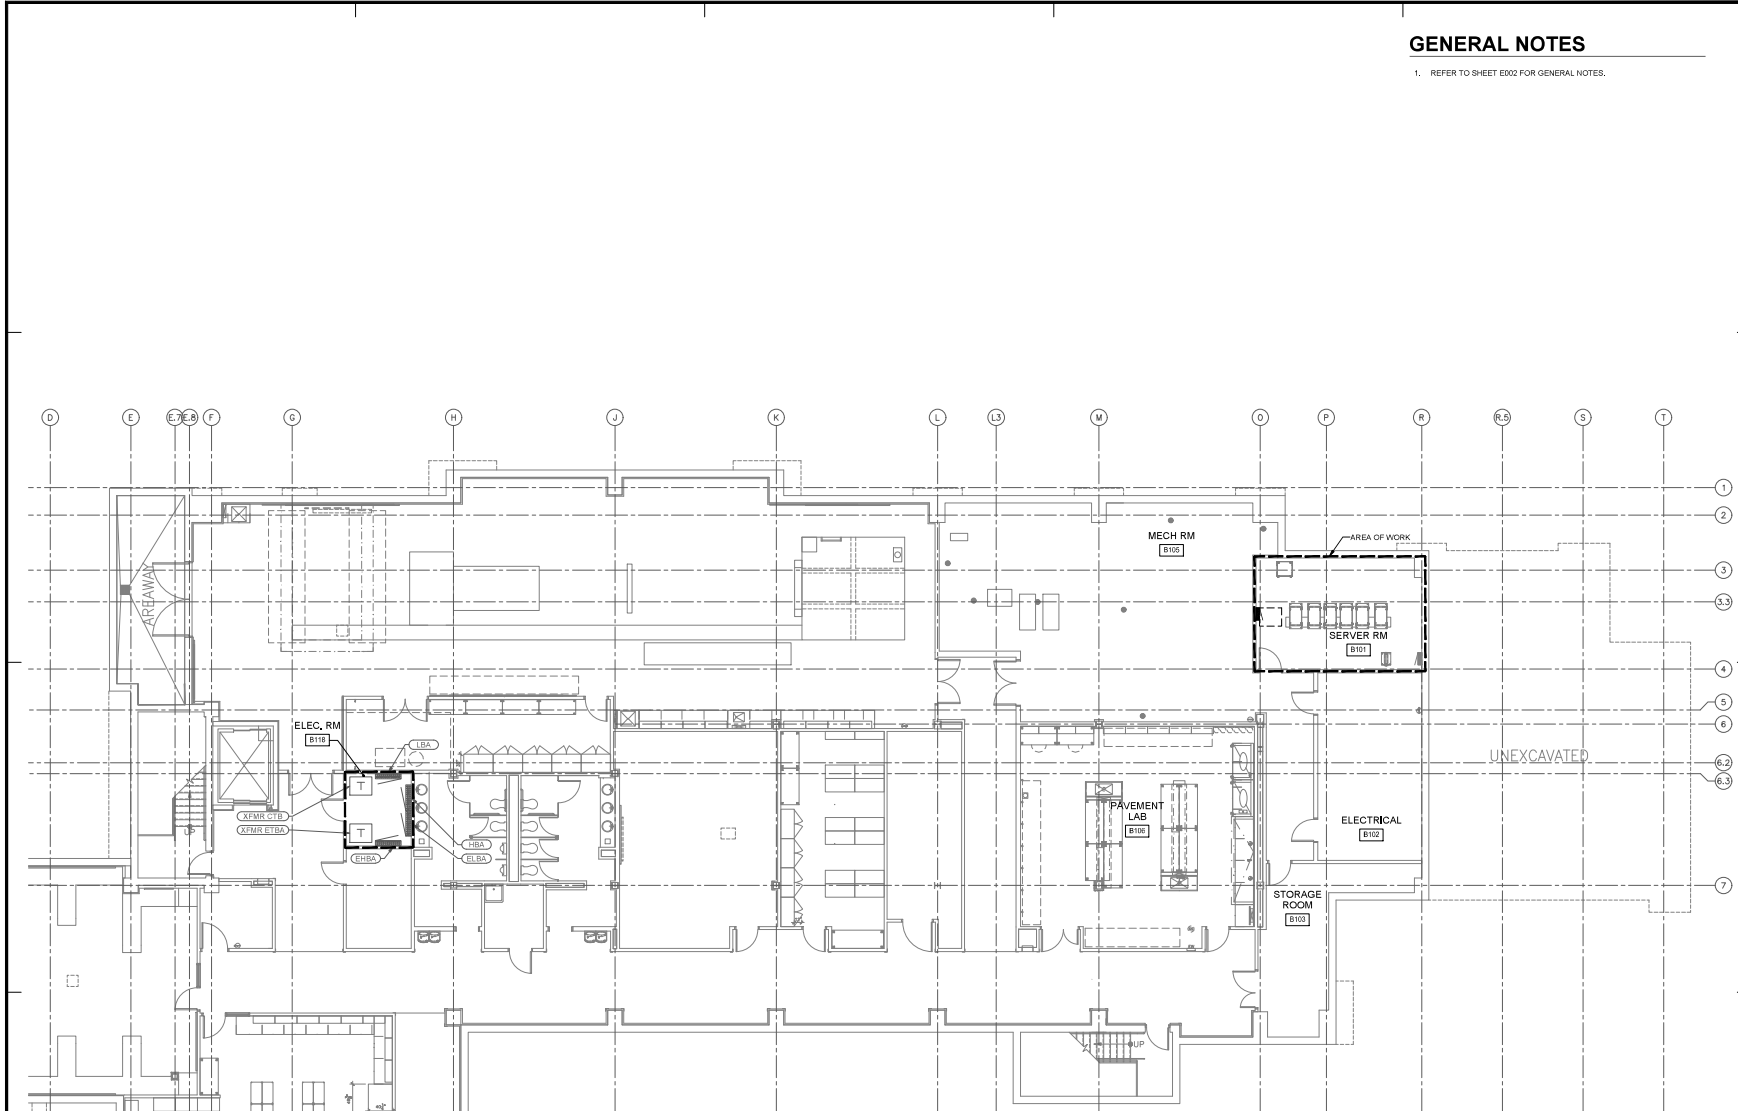 GENERAL NOTES
1. REFER TO SHEET E002 FOR GENERAL NOTES.
D E E.7 E.8 F G H J K L L3 M O P R R.5 S T
1
2
MECH RM
B105
AREA OF WORK
3
AREAWAY
3.3
SERVER RM
B101
4
5
6
ELEC. RM
B118
LBA
UNEXCAVATED
6.2
6.3
XFMR CTB
XFMR ETBA
UP
PAVEMENT
LAB
B106
ELECTRICAL
B102
HBA
EHBA
ELBA
7
STORAGE
ROOM
B103
UP